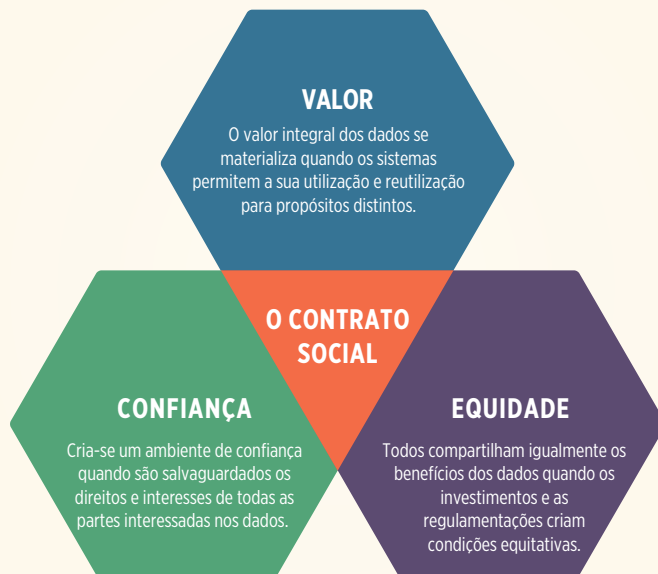 VALOR
O valor integral dos dados se
materializa quando os sistemas
permitem a sua utilização e reutilização
para propósitos distintos.
O CONTRATO
SOCIAL
CONFIANÇA
Cria-se um ambiente de confiança
quando são salvaguardados os
direitos e interesses de todas as
partes interessadas nos dados.
EQUIDADE
Todos compartilham igualmente os
benefícios dos dados quando os
investimentos e as
regulamentações criam
condições equitativas.